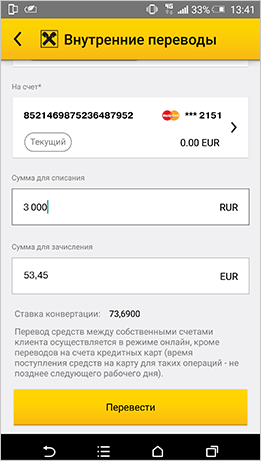 4G 33% 13:41
Внутренние переводы
На счет*
8521469875236487952 MasterCard *** 2151
Текущий 0.00 EUR
Сумма для списания
3 000 RUR
Сумма для зачисления
53,45 EUR
Ставка конвертации: 73,6900
Перевод средств между собственными счетами
клиента осуществляется в режиме онлайн, кроме
переводов на счета кредитных карт (время
поступления средств на карту для таких операций - не
позднее следующего рабочего дня).
Перевести